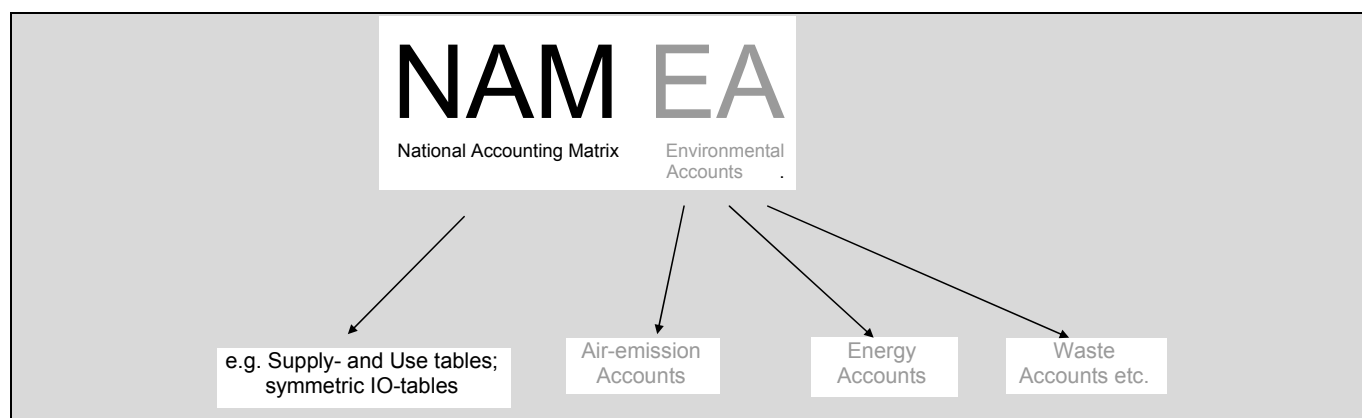 NAM EA
National Accounting Matrix Environmental
Accounts .
e.g. Supply- and Use tables;
symmetric IO-tables
Air-emission
Accounts
Energy
Accounts
Waste
Accounts etc.